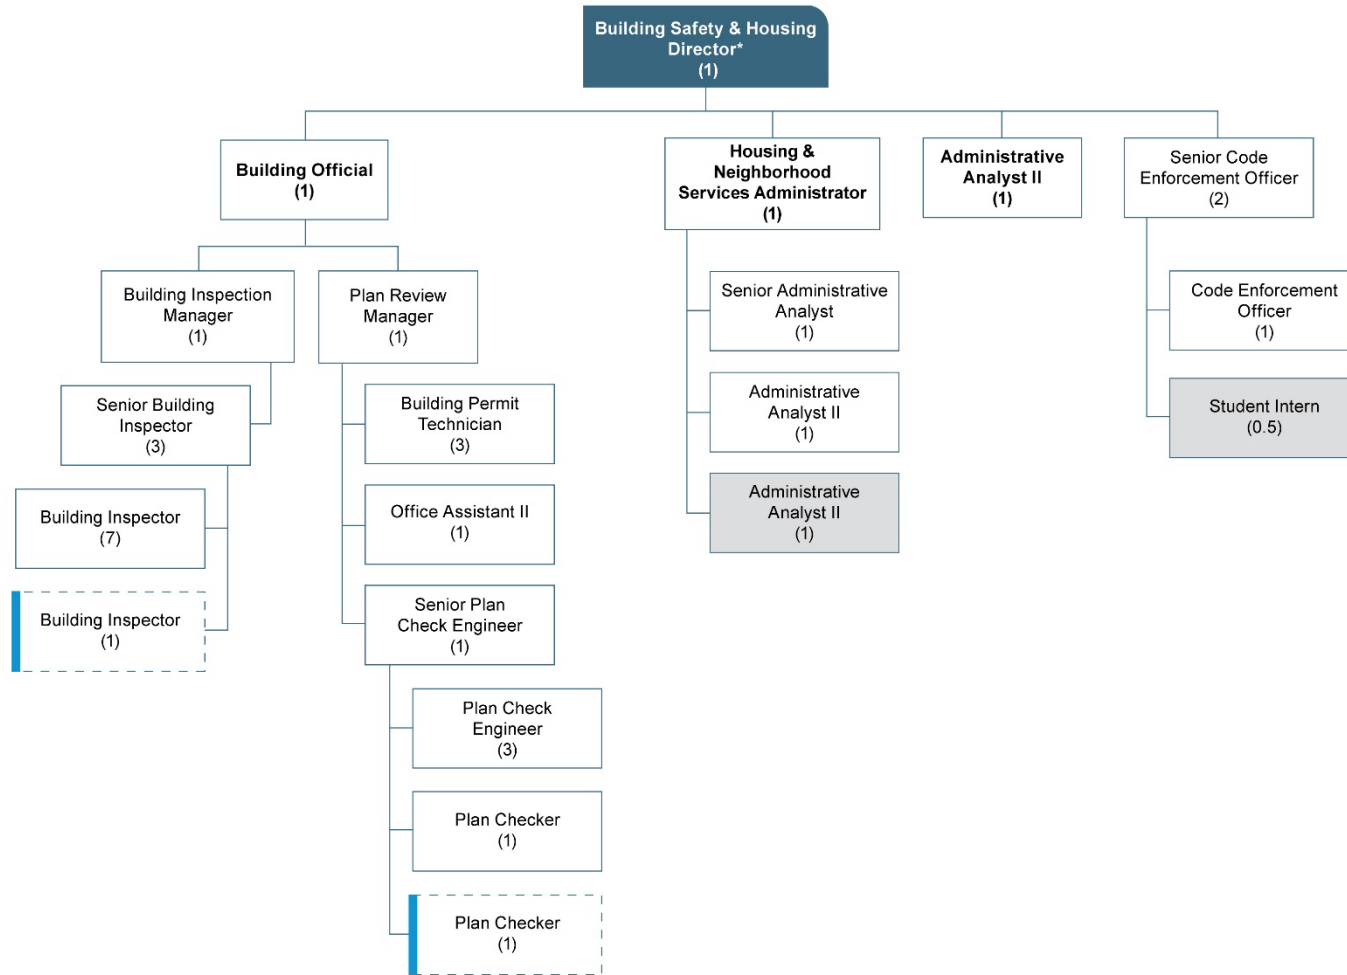 Building Safety & Housing
Director*
(1)
Building Official
(1)
Housing &
Neighborhood
Services Administrator
(1)
Administrative
Analyst II
(1)
Senior Code
Enforcement Officer
(2)
Building Inspection
Manager
(1)
Plan Review
Manager
(1)
Senior Administrative
Analyst
(1)
Code Enforcement
Officer
(1)
Senior Building
Inspector
(3)
Building Permit
Technician
(3)
Administrative
Analyst II
(1)
Student Intern
(0.5)
Building Inspector
(7)
Office Assistant II
(1)
Administrative
Analyst II
(1)
Building Inspector
(1)
Senior Plan
Check Engineer
(1)
Plan Check
Engineer
(3)
Plan Checker
(1)
Plan Checker
(1)